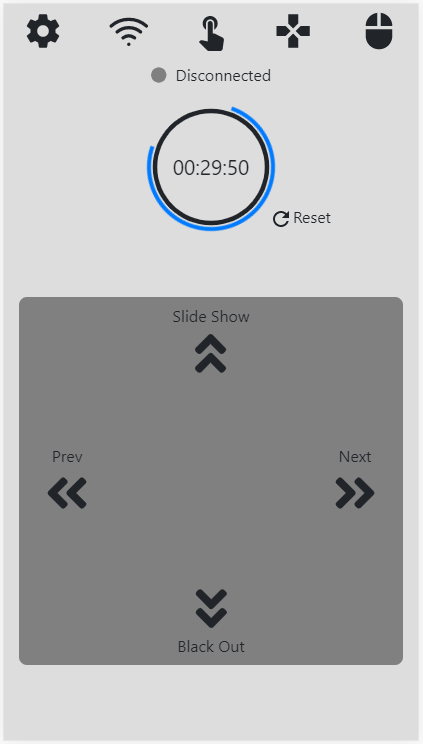 Disconnected
00:29:50
Reset
Slide Show
Prev
Next
Black Out